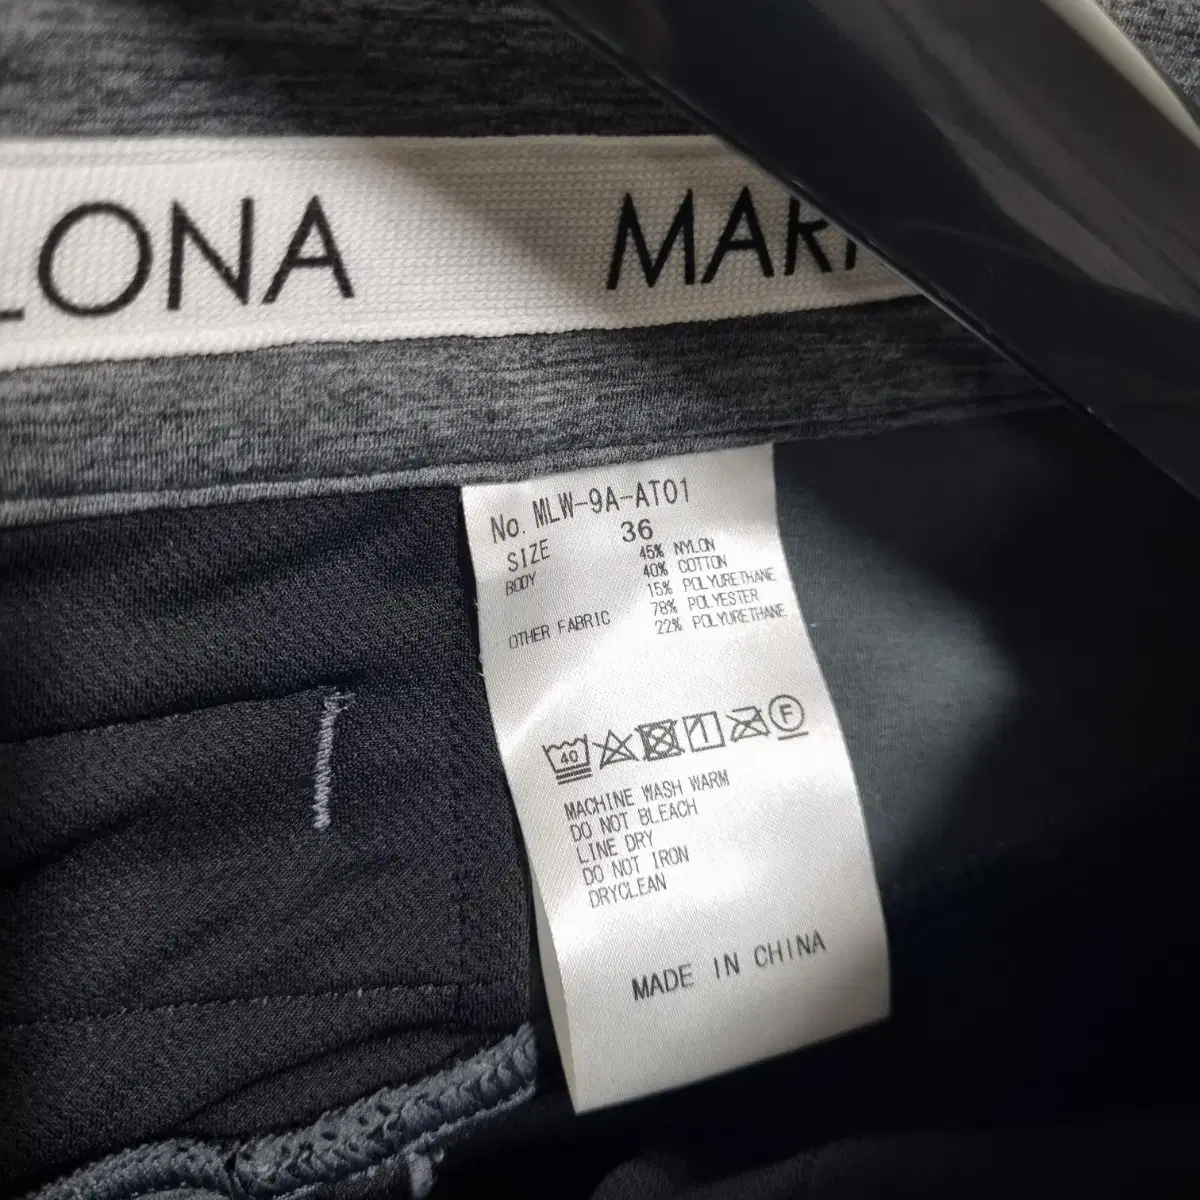 LONA MAR
No. MLW-9A-AT01
SIZE 36
BODY 45% NYLON
40% COTTON
15% POLYURETHANE
OTHER FABRIC 78% POLYESTER
22% POLYURETHANE
40 F
MACHINE WASH WARM
DO NOT BLEACH
LINE DRY
DO NOT IRON
DRYCLEAN
MADE IN CHINA